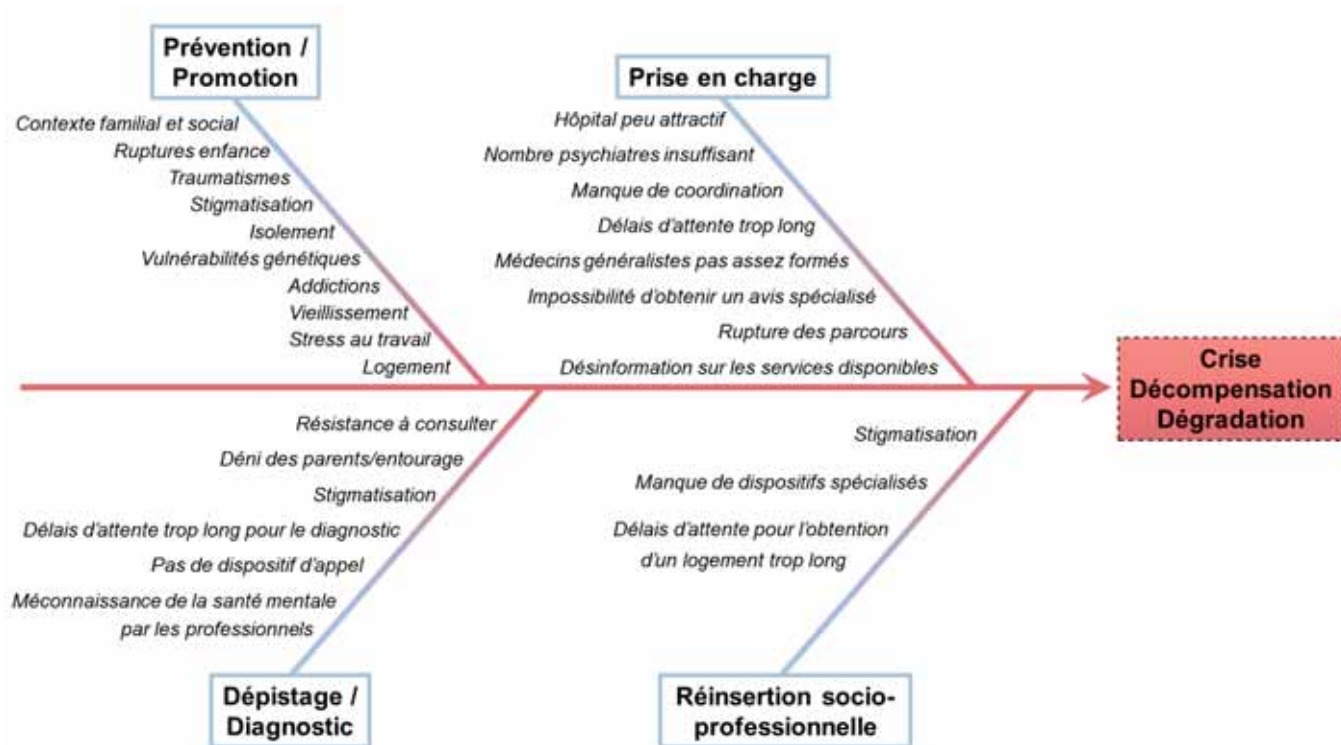 Prévention /
Promotion
Contexte familial et social
Ruptures enfance
Traumatismes
Stigmatisation
Isolement
Vulnérabilités génétiques
Addictions
Vieillissement
Stress au travail
Logement
Prise en charge
Hôpital peu attractif
Nombre psychiatres insuffisant
Manque de coordination
Délais d'attente trop long
Médecins généralistes pas assez formés
Impossibilité d'obtenir un avis spécialisé
Rupture des parcours
Désinformation sur les services disponibles
Crise
Décompensation
Dégradation
Résistance à consulter
Déni des parents/entourage
Stigmatisation
Délais d'attente trop long pour le diagnostic
Pas de dispositif d'appel
Méconnaissance de la santé mentale
par les professionnels
Dépistage /
Diagnostic
Stigmatisation
Manque de dispositifs spécialisés
Délais d'attente pour l'obtention
d'un logement trop long
Réinsertion socio-
professionnelle